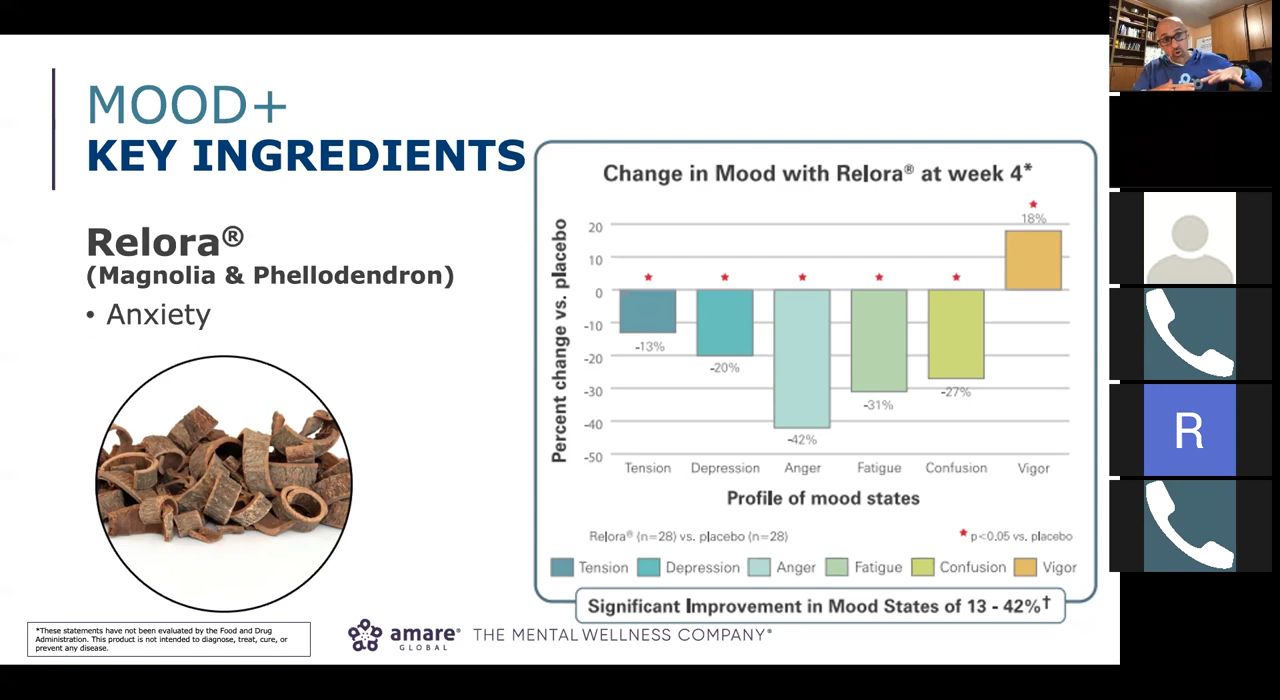 MOOD+
KEY INGREDIENTS
Relora®
(Magnolia & Phellodendron)
• Anxiety
Change in Mood with Relora® at week 4*
Percent change vs. placebo
20
10
0
-10
-20
-30
-40
-50
-13%
-20%
-42%
-31%
-27%
18%
Tension
Depression
Anger
Fatigue
Confusion
Vigor
Profile of mood states
Relora® (n=28) vs. placebo (n=28)
p<0.05 vs. placebo
Tension
Depression
Anger
Fatigue
Confusion
Vigor
Significant Improvement in Mood States of 13 - 42%†
*These statements have not been evaluated by the Food and Drug
Administration. This product is not intended to diagnose, treat, cure, or
prevent any disease.
amare®
GLOBAL
THE MENTAL WELLNESS COMPANY®
R